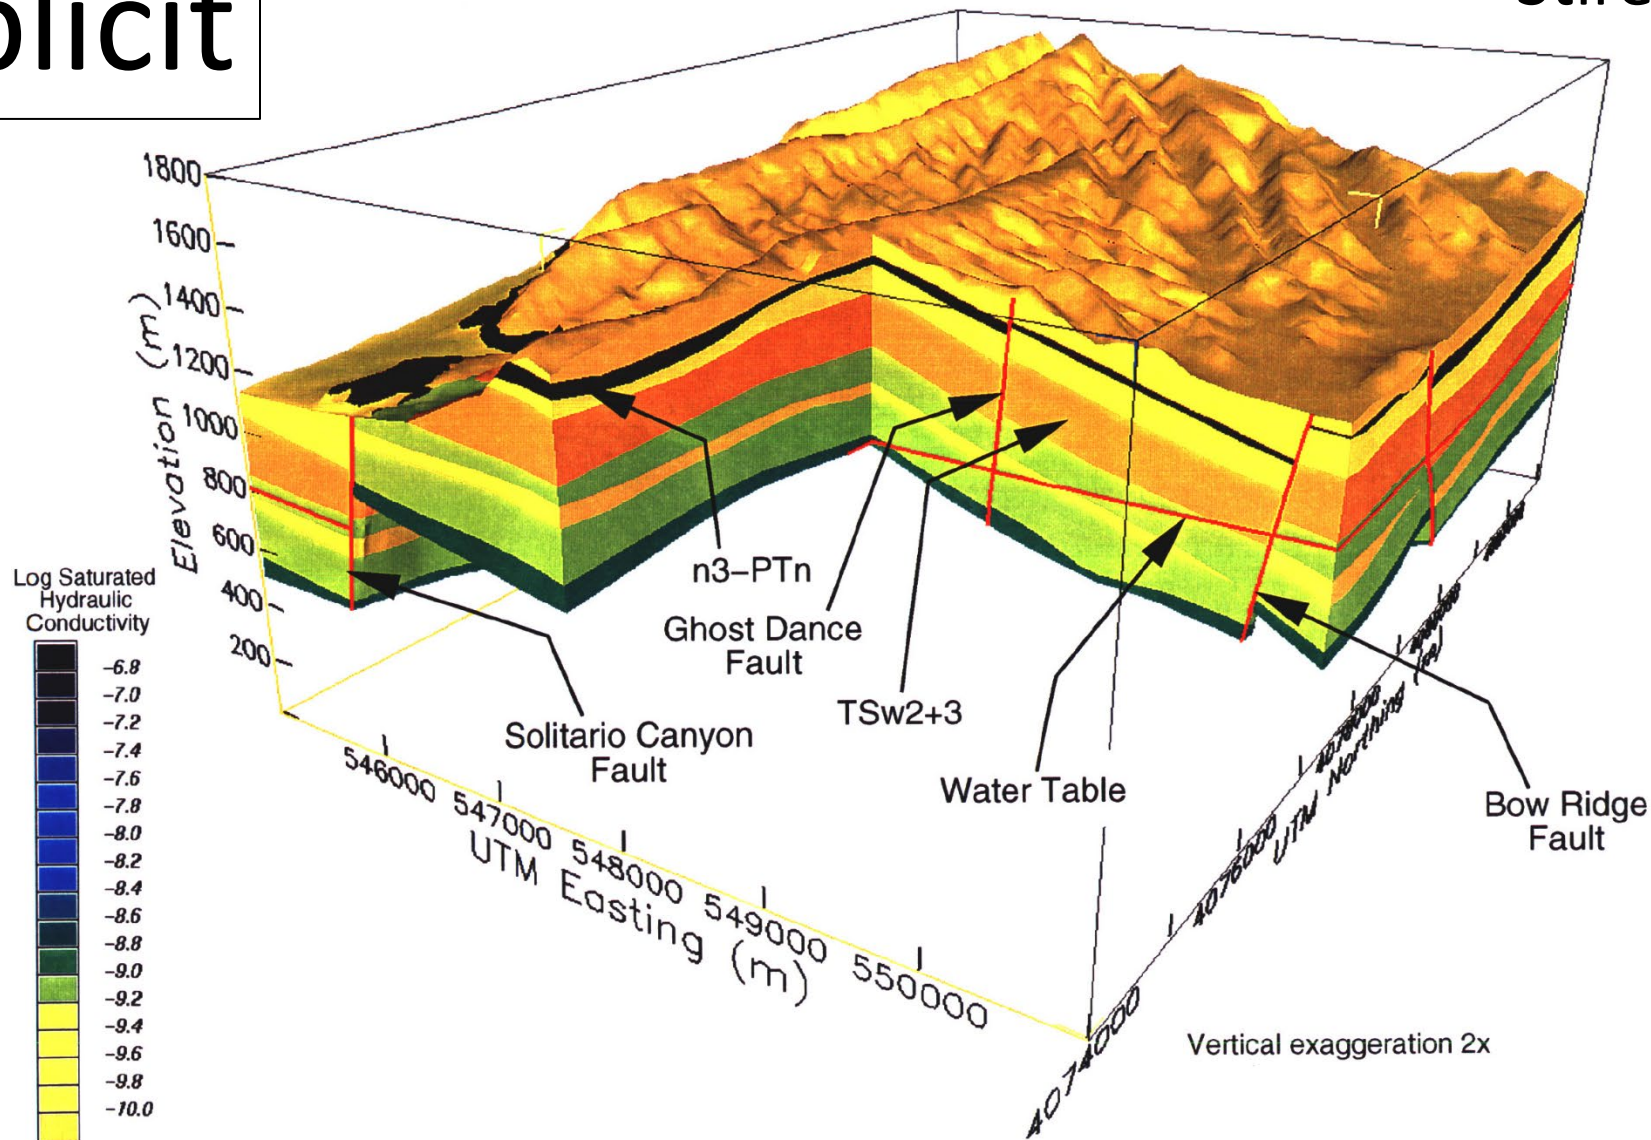 1800
1600
1400
1200
1000
800
600
400
200
Elevation (m)
Log Saturated
Hydraulic
Conductivity
-6.8
-7.0
-7.2
-7.4
-7.6
-7.8
-8.0
-8.2
-8.4
-8.6
-8.8
-9.0
-9.2
-9.4
-9.6
-9.8
-10.0
n3-PTn
Ghost Dance
Fault
TSw2+3
Solitario Canyon
Fault
Water Table
Bow Ridge
Fault
546000
547000
548000
549000
550000
UTM Easting (m)
4074000
4076000
4078000
UTM Northing (m)
Vertical exaggeration 2x